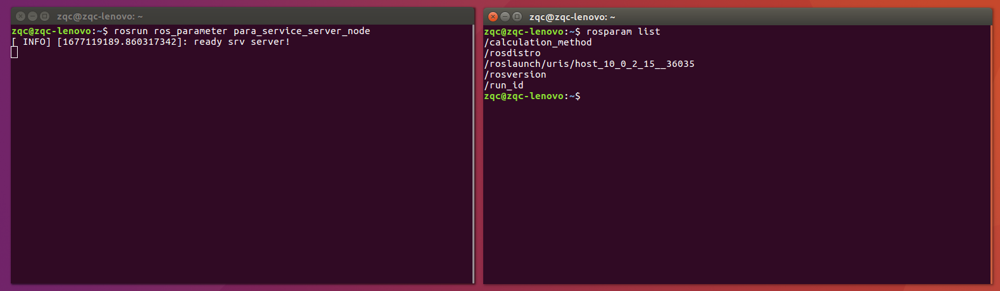 zqc@zqc-lenovo: ~
zqc@zqc-lenovo:~$ rosrun ros_parameter para_service_server_node
[ INFO] [1677119189.860317342]: ready srv server!
zqc@zqc-lenovo: ~
zqc@zqc-lenovo:~$ rosparam list
/calculation_method
/rosdistro
/roslaunch/uris/host_10_0_2_15__36035
/rosversion
/run_id
zqc@zqc-lenovo:~$